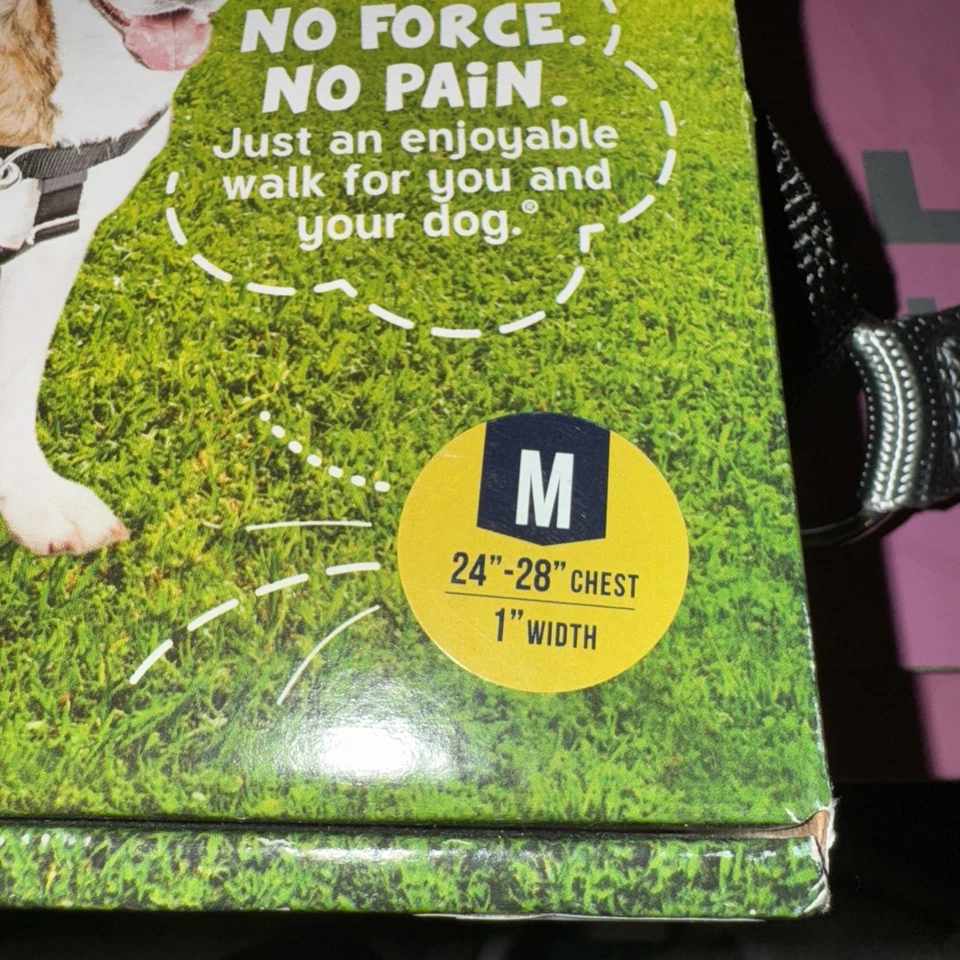 NO FORCE.
NO PAiN.
Just an enjoyable
walk for you and
your dog.®
M
24"-28" CHEST
1" WIDTH